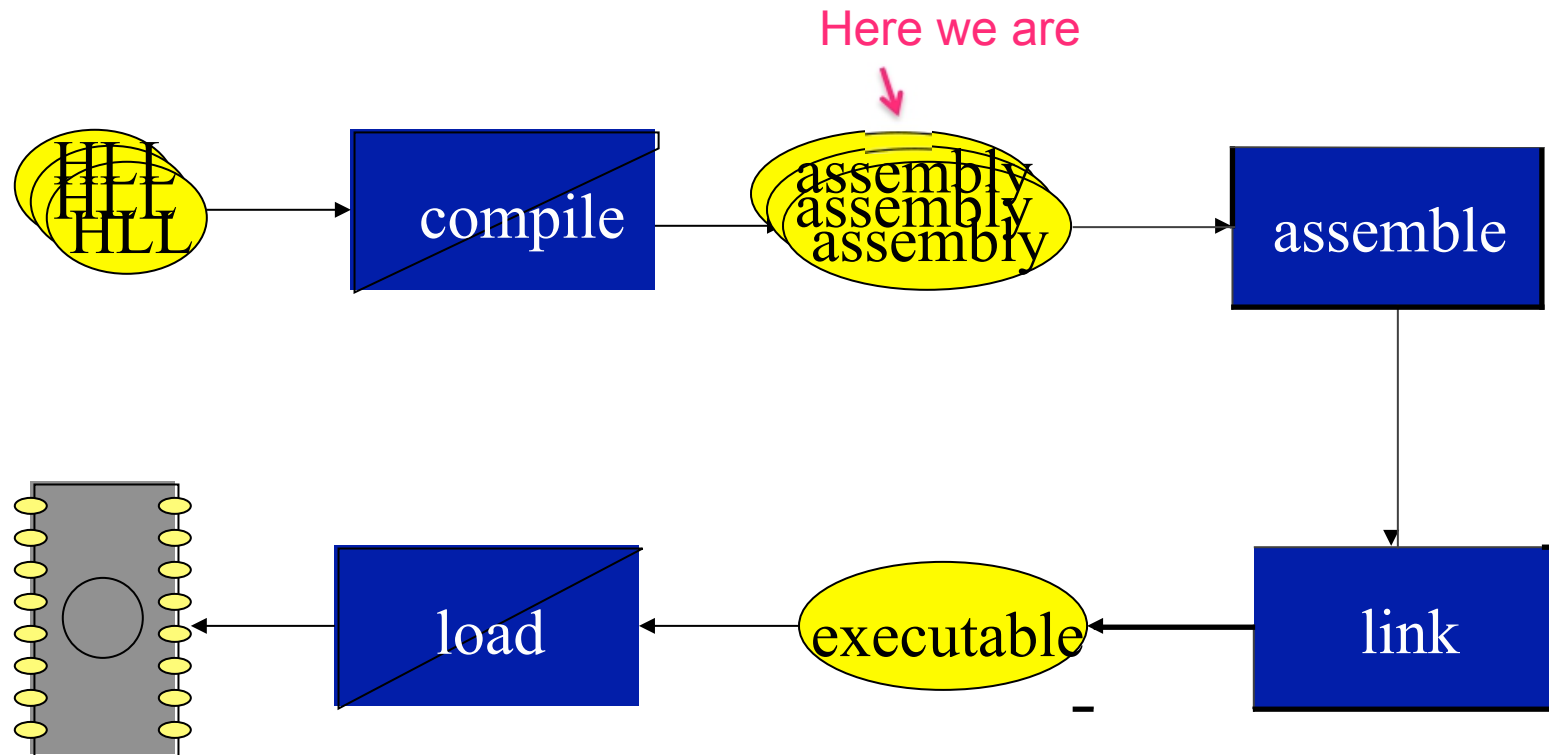 Here we are
HLL
HLL
HLL
compile
assembly
assembly
assembly
assemble
load
executable
link